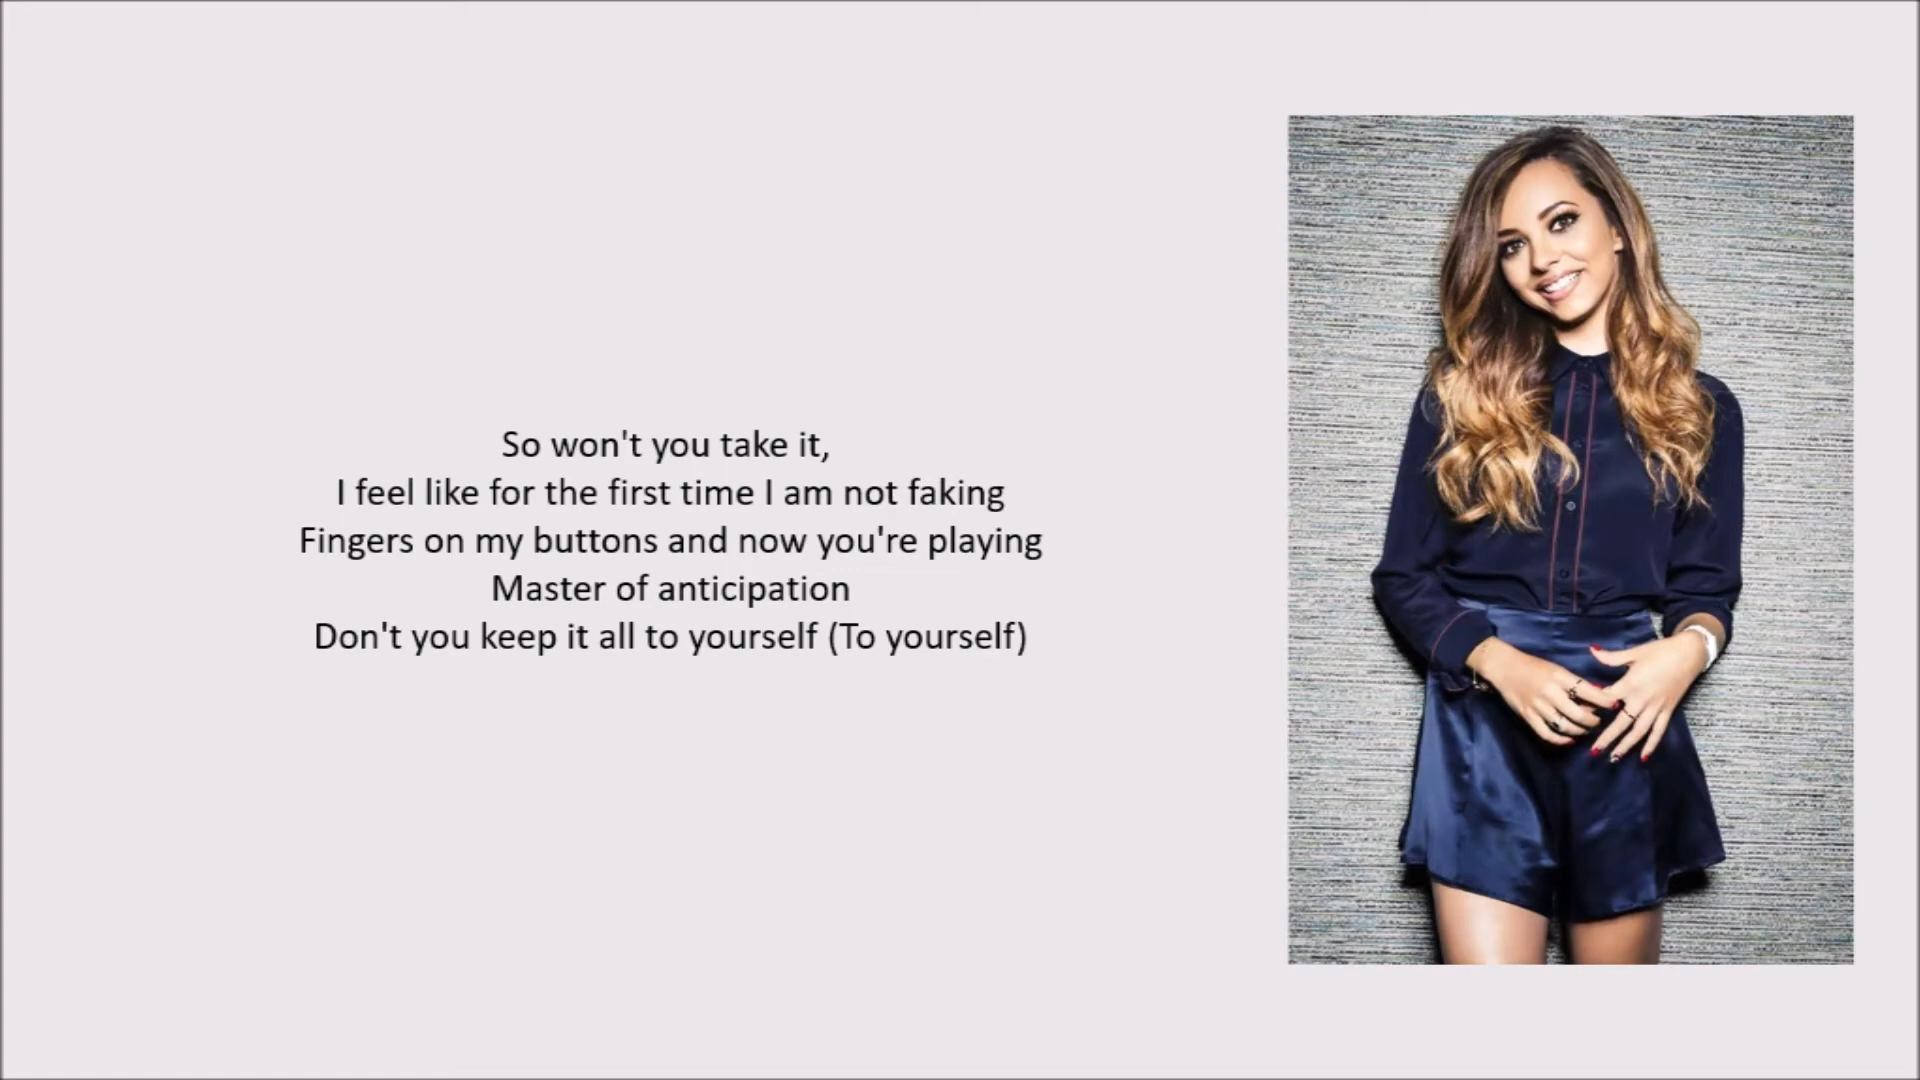 So won't you take it,
I feel like for the first time I am not faking
Fingers on my buttons and now you're playing
Master of anticipation
Don't you keep it all to yourself (To yourself)